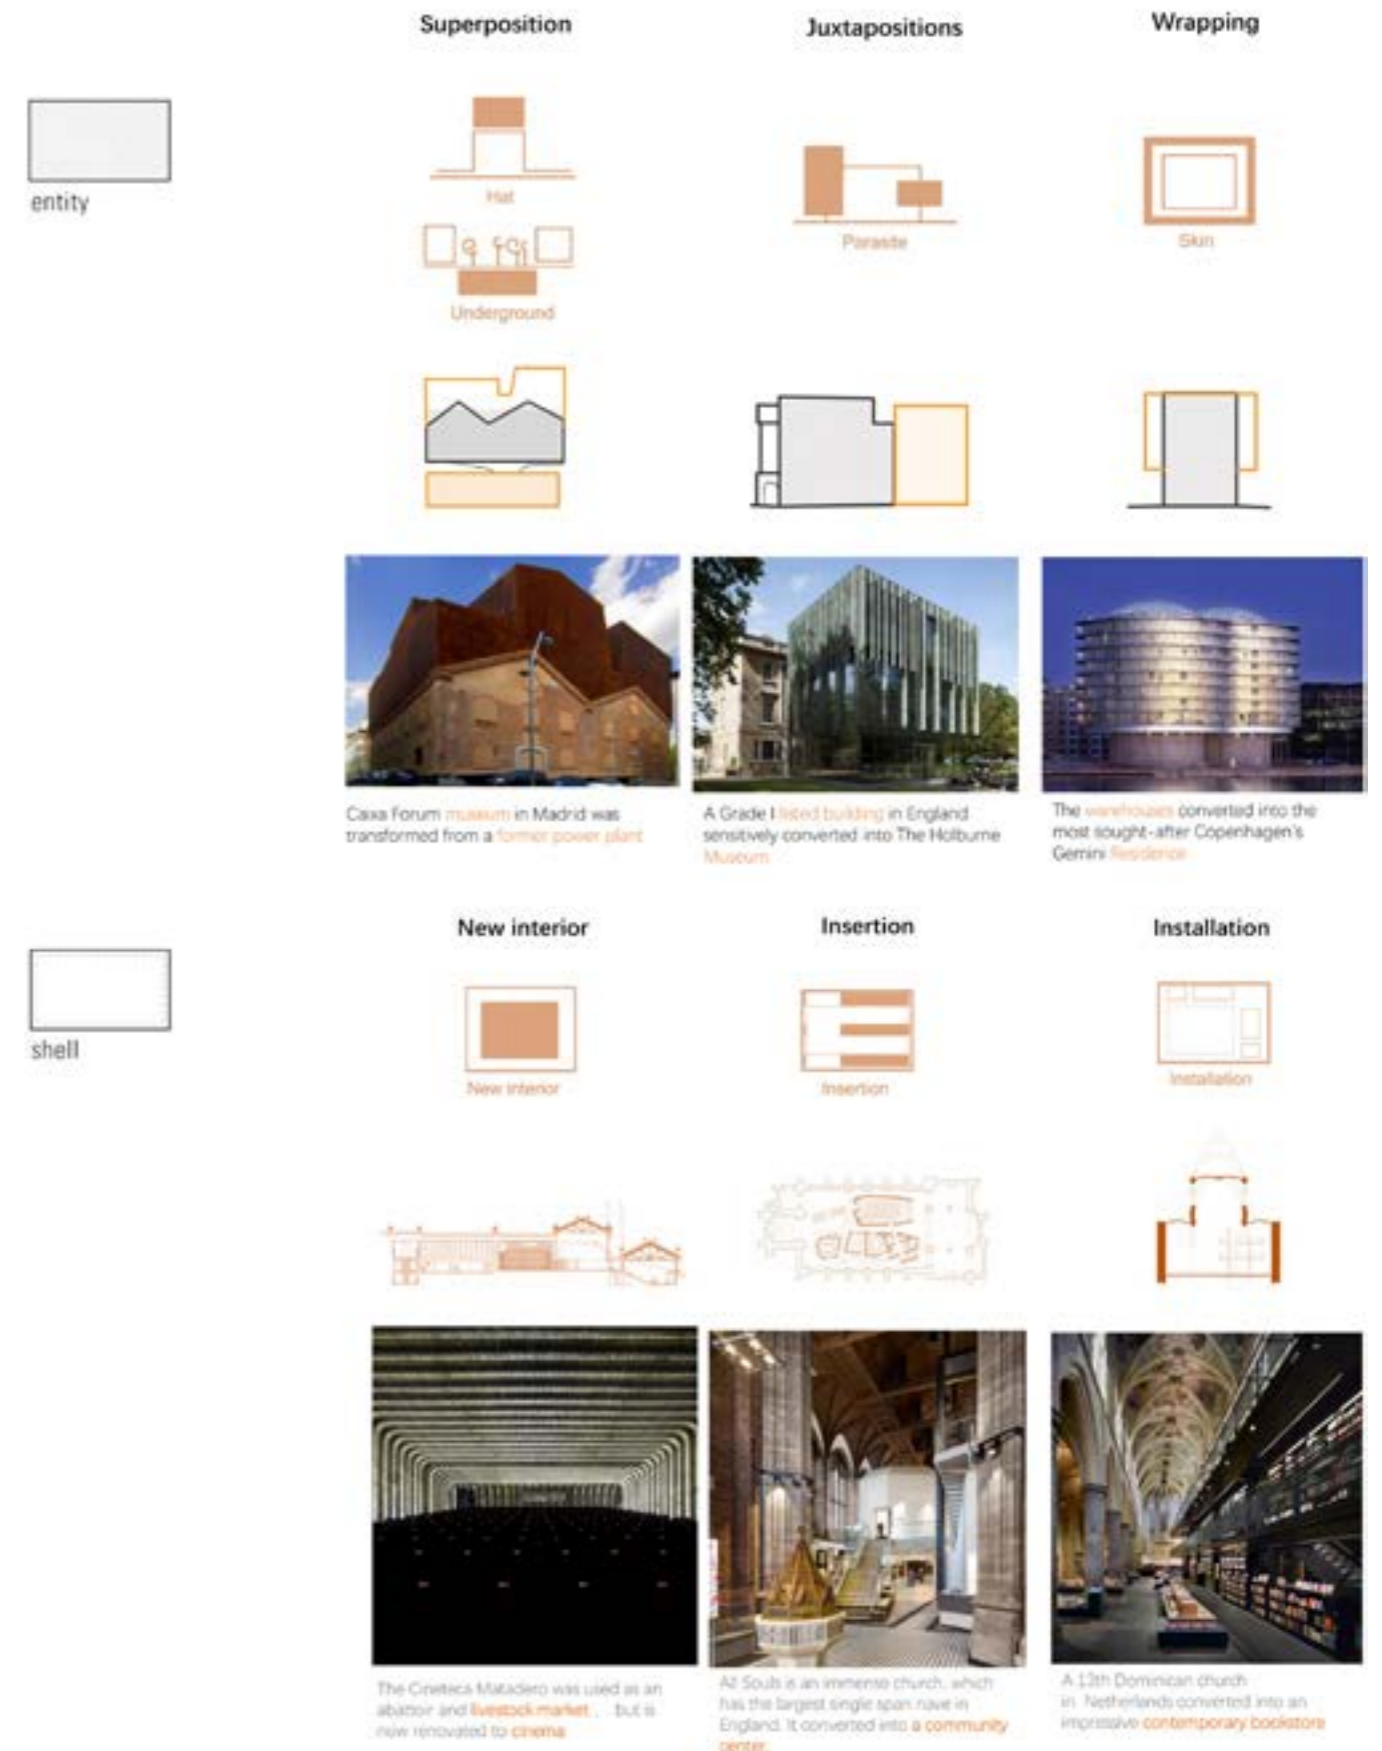 Superposition
Juxtapositions
Wrapping
entity
Hat
Parasite
Skin
Underground
Caixa Forum museum in Madrid was
transformed from a former power plant
A Grade I listed building in England
sensitively converted into The Holburne
Museum
The warehouses converted into the
most sought-after Copenhagen's
Gemini Residence
New interior
Insertion
Installation
shell
New interior
Insertion
Installation
The Cineteca Matadero was used as an
abattoir and livestock market . . but is
now renovated to cinema
All Souls is an immense church, which
has the largest single span nave in
England. It converted into a community
center.
A 13th Dominican church
in Netherlands converted into an
impressive contemporary bookstore